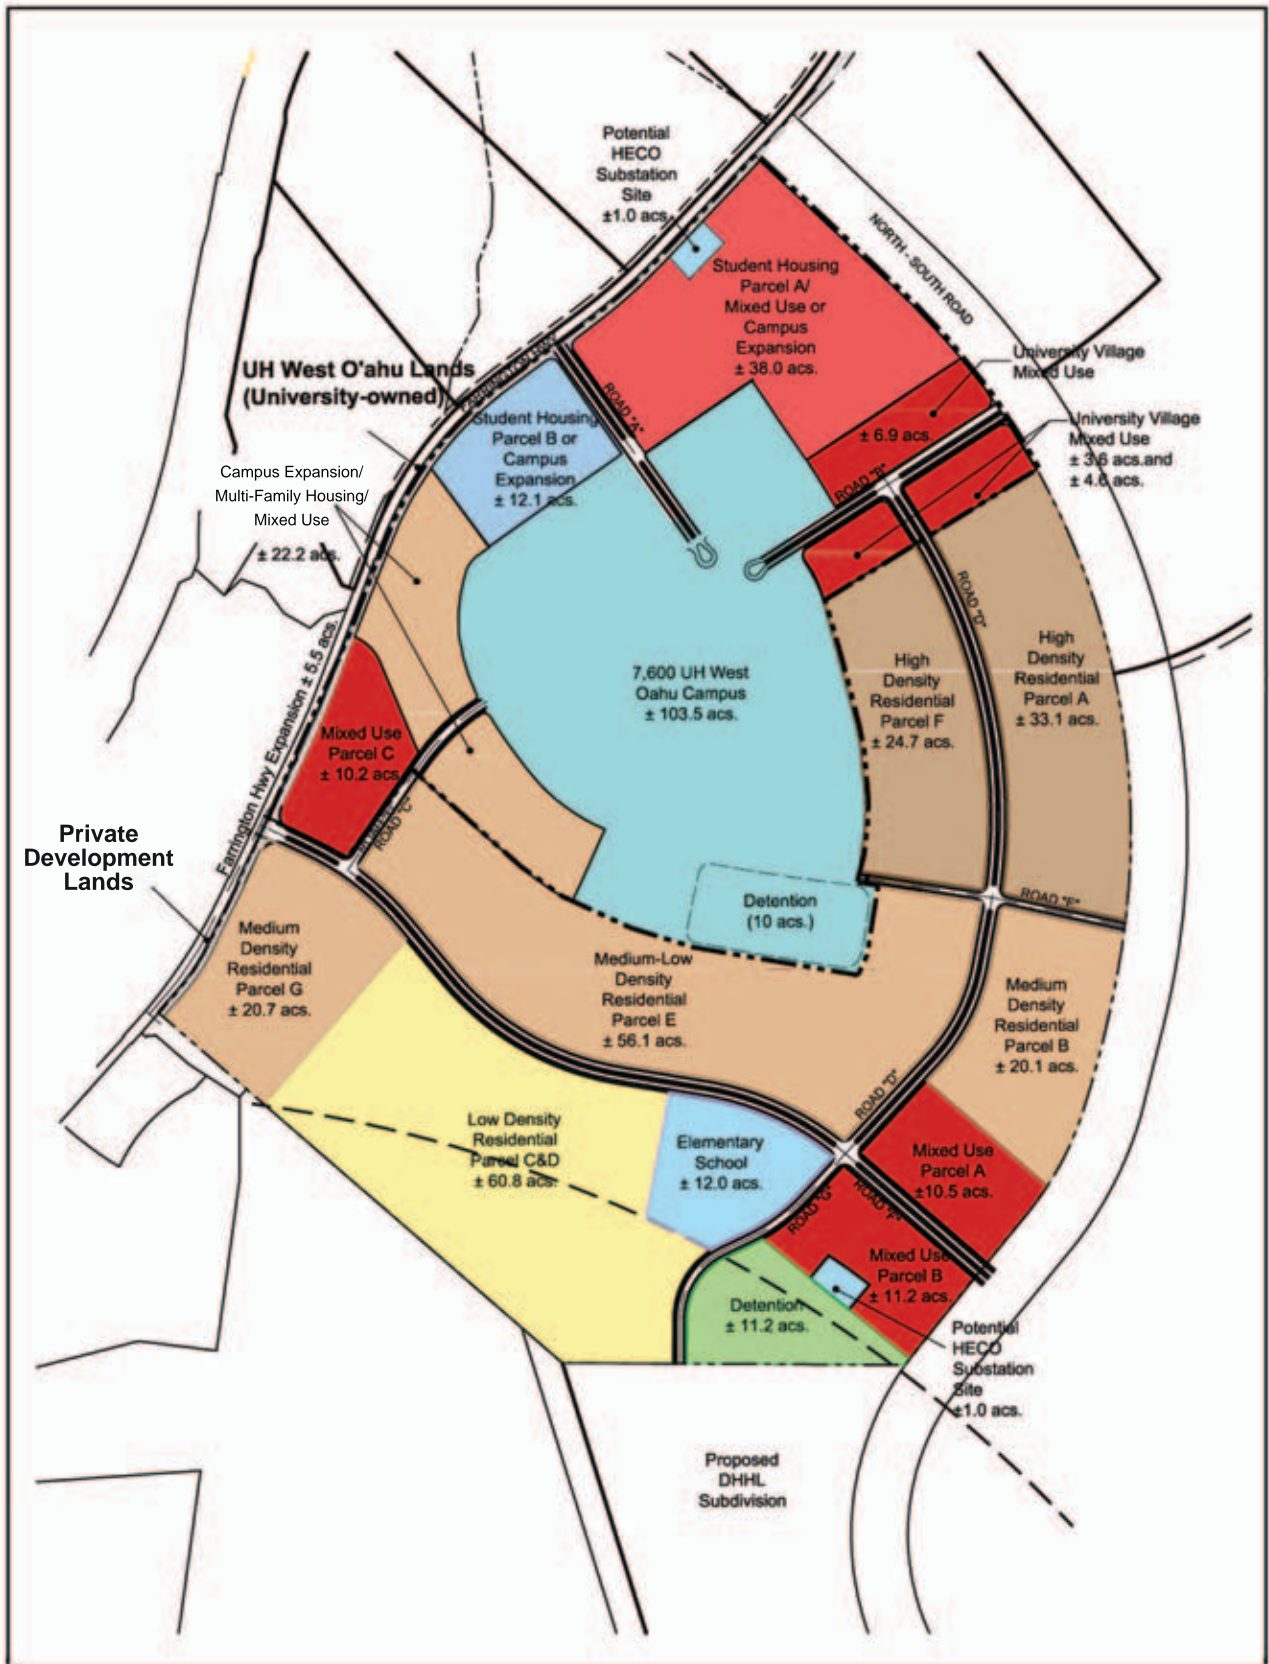 Potential
HECO
Substation
Site
±1.0 acs.
NORTH - SOUTH ROAD
Student Housing
Parcel A/
Mixed Use or
Campus
Expansion
± 38.0 acs.
University Village
Mixed Use
± 6.9 acs.
University Village
Mixed Use
± 3.6 acs.and
± 4.6 acs.
UH West O'ahu Lands
(University-owned)
ROAD "A"
ROAD "B"
Student Housing
Parcel B or
Campus
Expansion
± 12.1 acs.
Campus Expansion/
Multi-Family Housing/
Mixed Use
± 22.2 acs.
Farrington Hwy Expansion ± 5.5 acs.
7,600 UH West
Oahu Campus
± 103.5 acs.
ROAD "D"
High
Density
Residential
Parcel F
± 24.7 acs.
High
Density
Residential
Parcel A
± 33.1 acs.
Mixed Use
Parcel C
± 10.2 acs.
ROAD "C"
Private
Development
Lands
Detention
(10 acs.)
ROAD "E"
Medium
Density
Residential
Parcel G
± 20.7 acs.
Medium-Low
Density
Residential
Parcel E
± 56.1 acs.
Medium
Density
Residential
Parcel B
± 20.1 acs.
ROAD "D"
Low Density
Residential
Parcel C&D
± 60.8 acs.
Elementary
School
± 12.0 acs.
Mixed Use
Parcel A
±10.5 acs.
ROAD "G"
ROAD "F"
Mixed Use
Parcel B
± 11.2 acs.
Detention
± 11.2 acs.
Potential
HECO
Substation
Site
±1.0 acs.
Proposed
DHHL
Subdivision